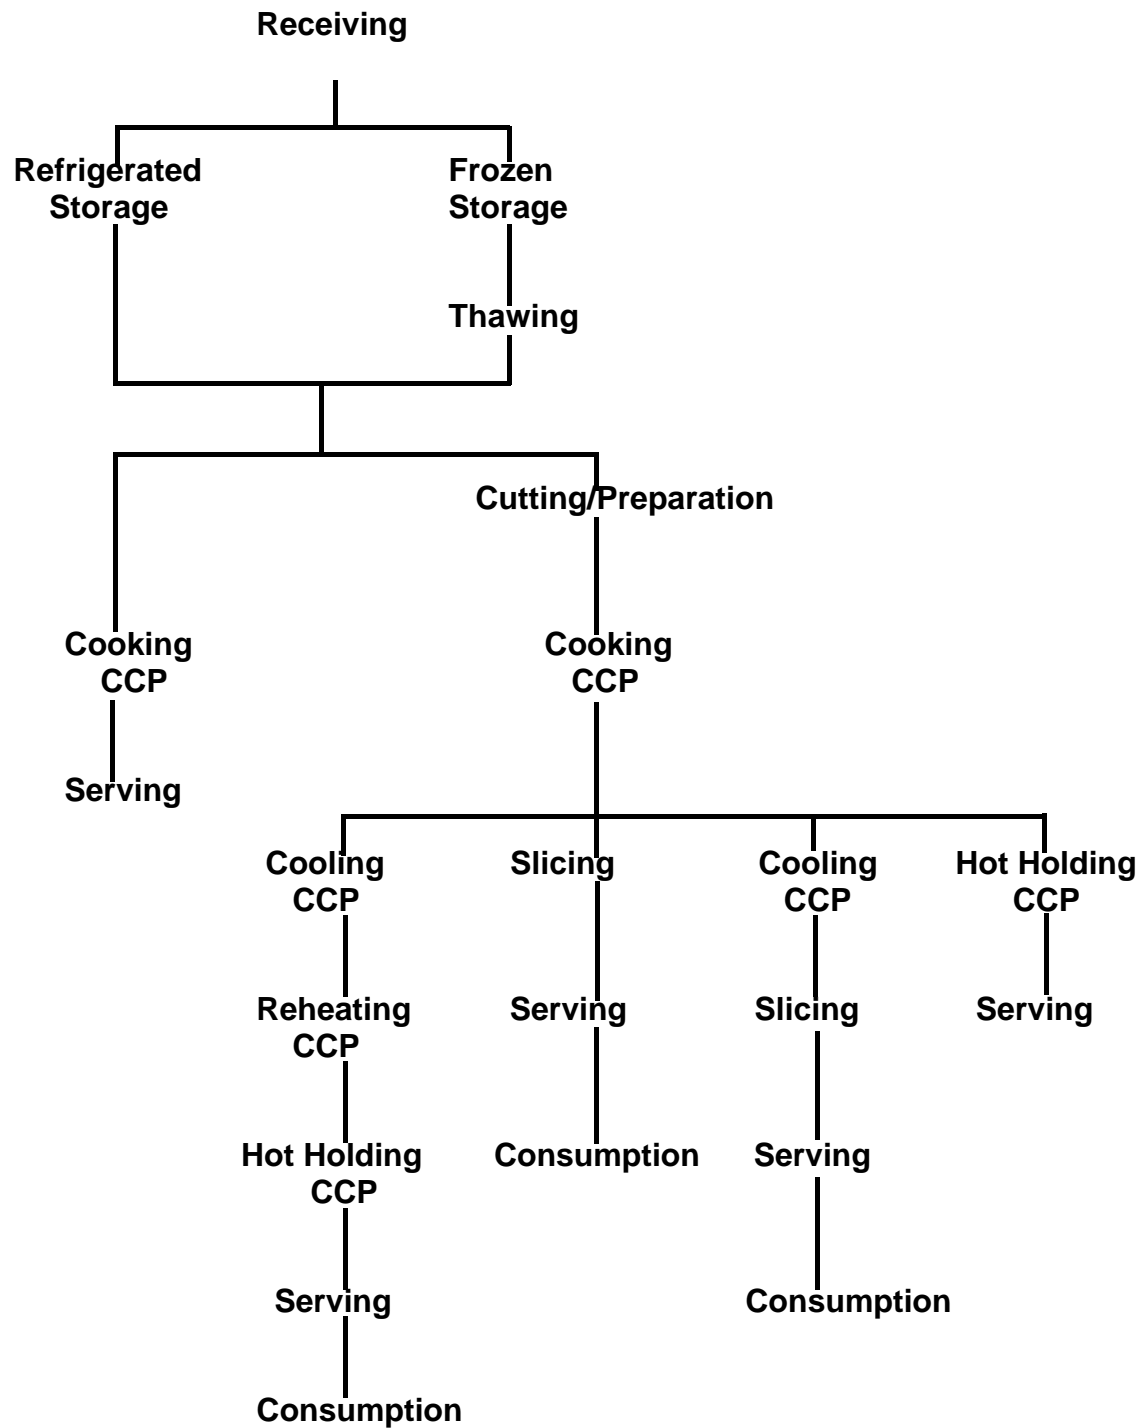 Receiving
Refrigerated
Storage
Frozen
Storage
Thawing
Cutting/Preparation
Cooking
CCP
Cooking
CCP
Serving
Cooling
CCP
Slicing
Cooling
CCP
Hot Holding
CCP
Reheating
CCP
Serving
Slicing
Serving
Hot Holding
CCP
Consumption
Serving
Serving
Consumption
Consumption